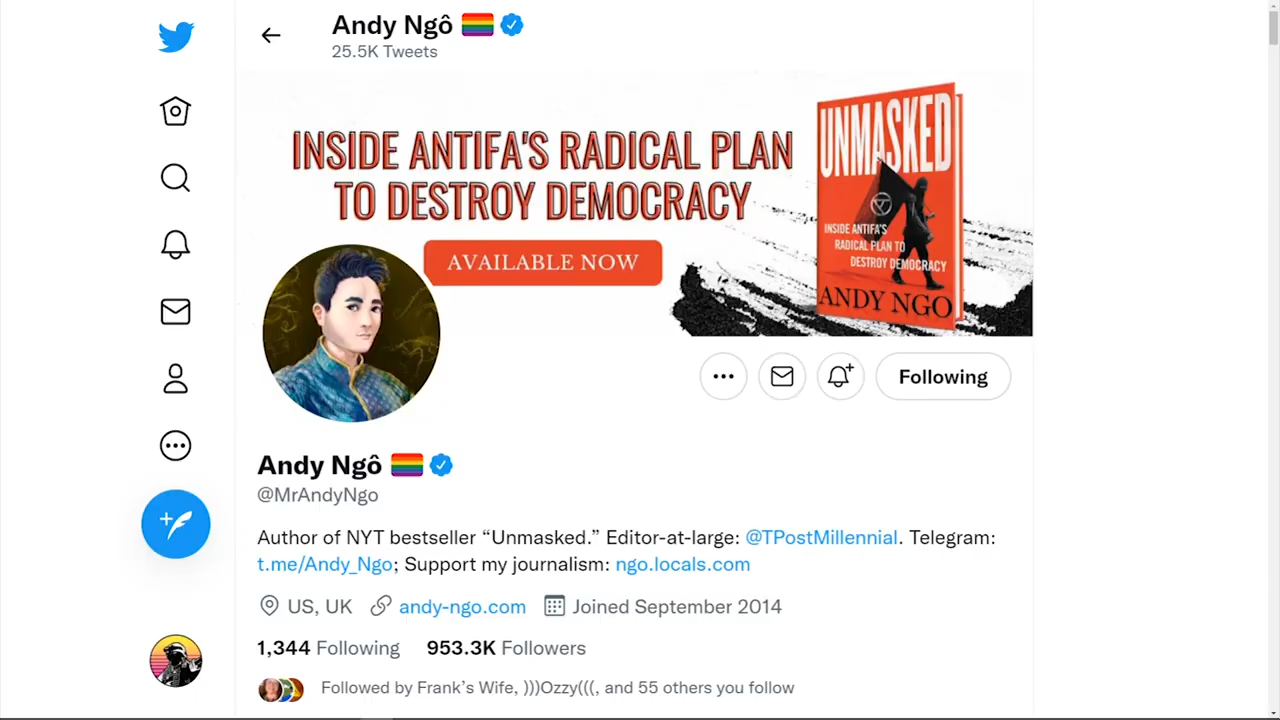 Andy Ngô
25.5K Tweets
INSIDE ANTIFA'S RADICAL PLAN
TO DESTROY DEMOCRACY
AVAILABLE NOW
UNMASKED
INSIDE ANTIFA'S
RADICAL PLAN TO
DESTROY DEMOCRACY
ANDY NGO
Following
Andy Ngô
@MrAndyNgo
Author of NYT bestseller “Unmasked.” Editor-at-large: @TPostMillennial. Telegram:
t.me/Andy_Ngo; Support my journalism: ngo.locals.com
US, UK andy-ngo.com Joined September 2014
1,344 Following 953.3K Followers
Followed by Frank’s Wife, )))Ozzy(((, and 55 others you follow